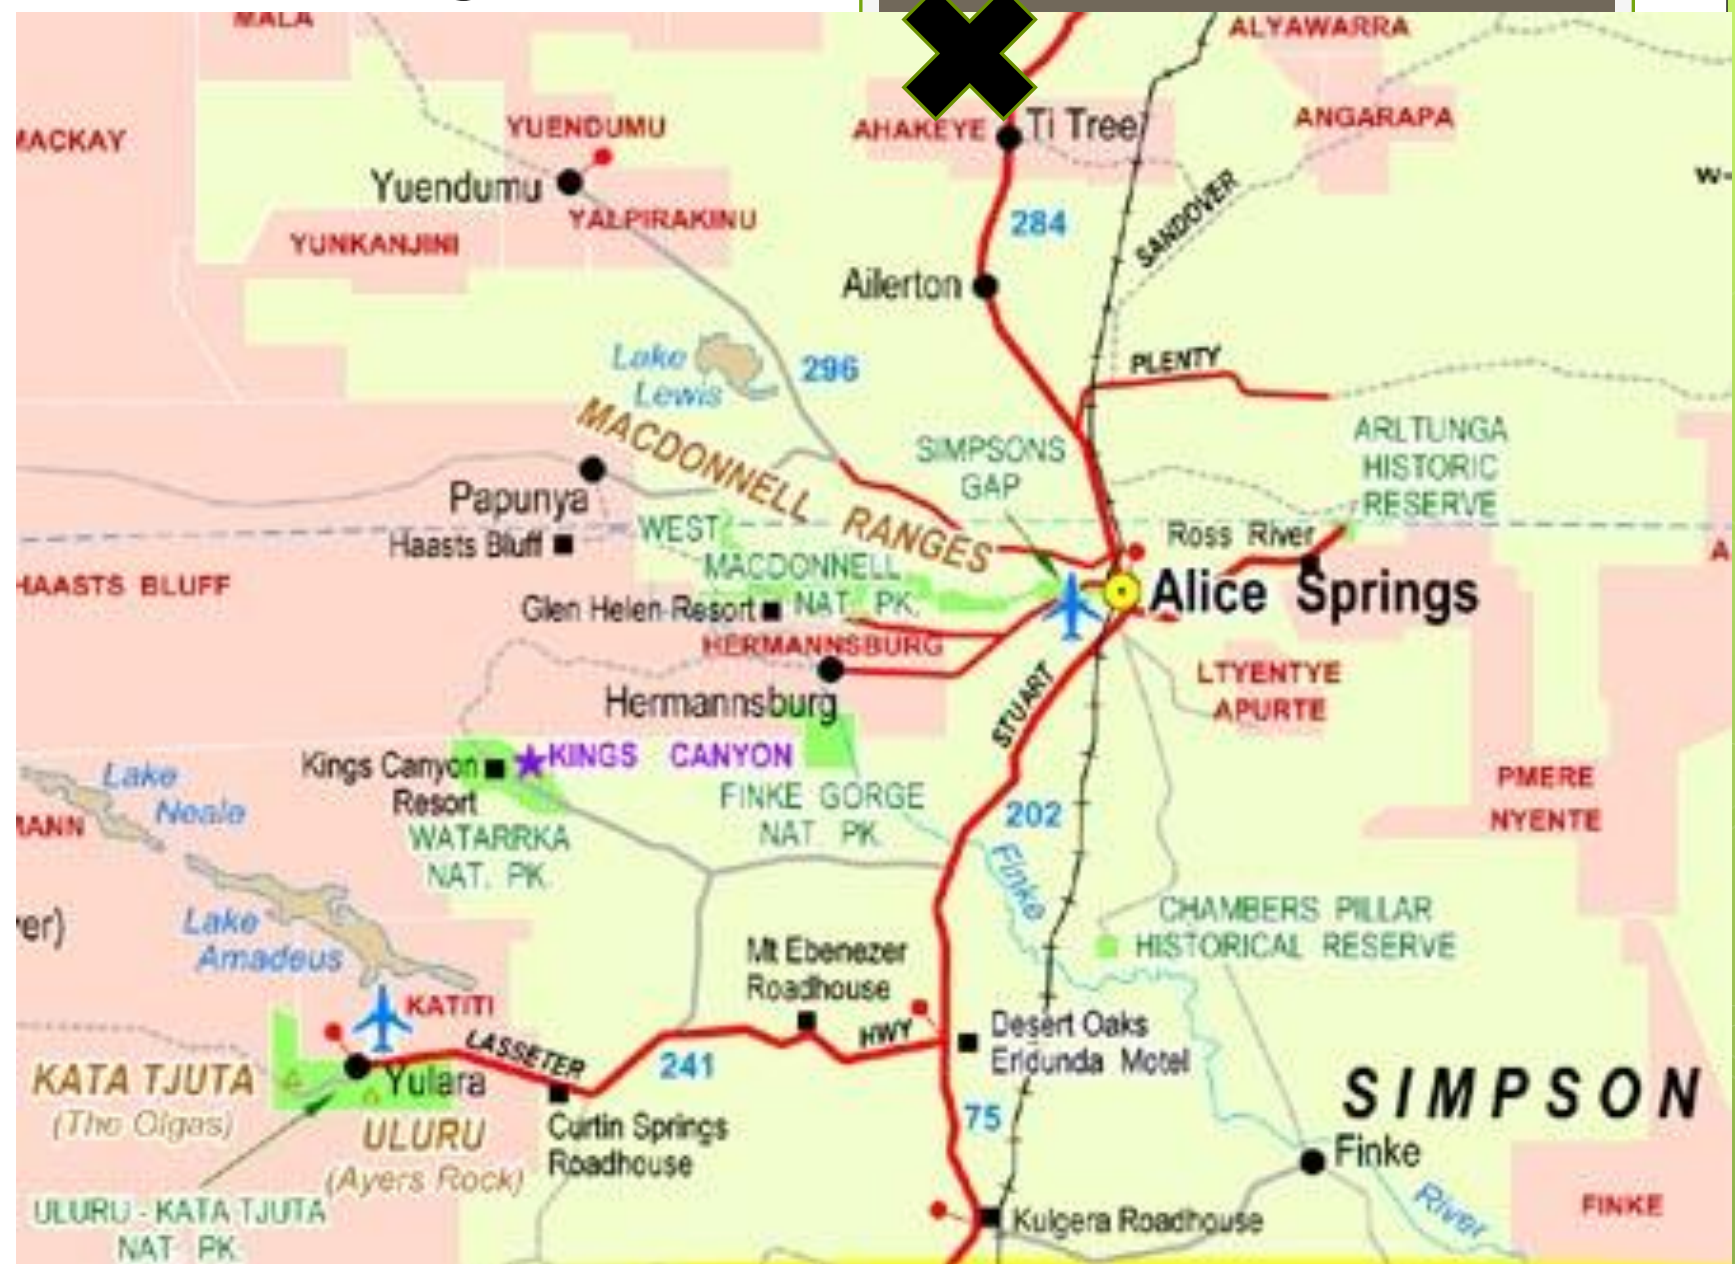 MALA
ALYAWARRA
MACKAY
YUENDUMU
AHAKEYE
Ti Tree
ANGARAPA
Yuendumu
W-
YALPIRAKINU
YUNKANJINI
284
SANDOVER
Ailerton
Lake
Lewis
296
PLENTY
MACDONNELL RANGES
SIMPSONS
GAP
ARLTUNGA
HISTORIC
RESERVE
Papunya
WEST
MACDONNELL
NAT. PK.
Haasts Bluff
Ross River
HAASTS BLUFF
Alice Springs
Glen Helen Resort
HERMANNSBURG
Hermannsburg
LTYENTYE
APURTE
STUART
Kings Canyon
Resort
KINGS CANYON
Lake
Neale
FINKE GORGE
NAT PK.
202
PMERE
NYENTE
MANN
WATARRKA
NAT. PK.
Finke
CHAMBERS PILLAR
HISTORICAL RESERVE
er)
Lake
Amadeus
Mt Ebenezer
Roadhouse
KATITI
LASSETER
HWY
Desert Oaks
Erldunda Motel
241
KATA TJUTA
(The Olgas)
Yulara
SIMPSON
ULURU
(Ayers Rock)
Curtin Springs
Roadhouse
75
Finke
ULURU - KATA TJUTA
NAT PK.
Kulgera Roadhouse
River
FINKE